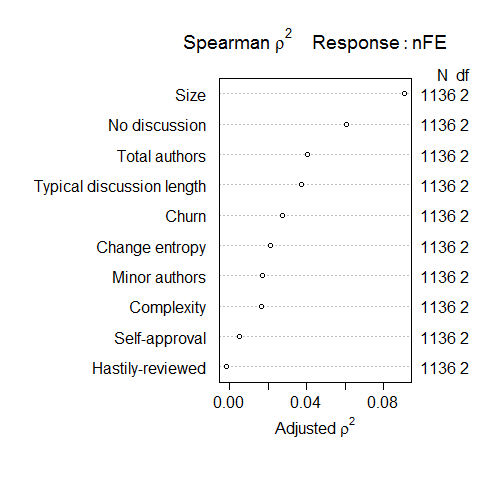 Spearman ρ² Response : nFE
N df
Size 1136 2
No discussion 1136 2
Total authors 1136 2
Typical discussion length 1136 2
Churn 1136 2
Change entropy 1136 2
Minor authors 1136 2
Complexity 1136 2
Self-approval 1136 2
Hastily-reviewed 1136 2
0.00 0.04 0.08
Adjusted ρ²